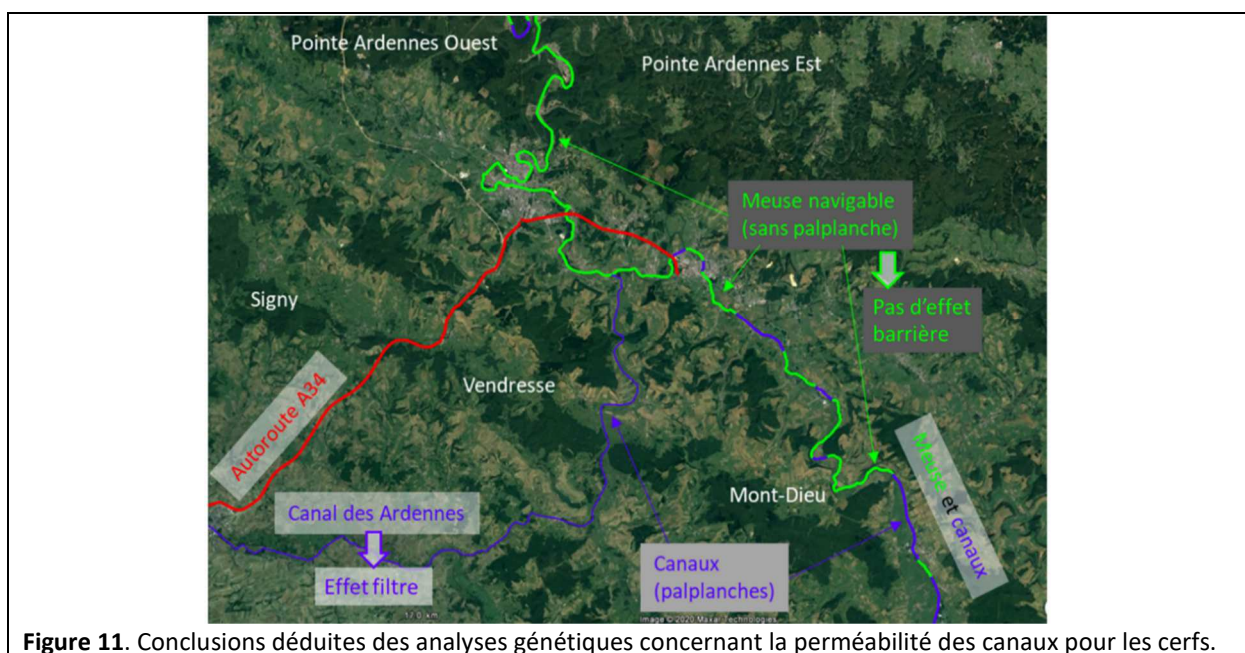 Pointe Ardennes Ouest
Pointe Ardennes Est
Meuse navigable
(sans palplanche)
Pas d'effet
barrière
Signy
Autoroute A34
Vendresse
Mont-Dieu
Meuse et canaux
Canal des Ardennes
Effet filtre
Canaux
(palplanches)
Image © 2020 Maxar Technologies
Figure 11. Conclusions déduites des analyses génétiques concernant la perméabilité des canaux pour les cerfs.